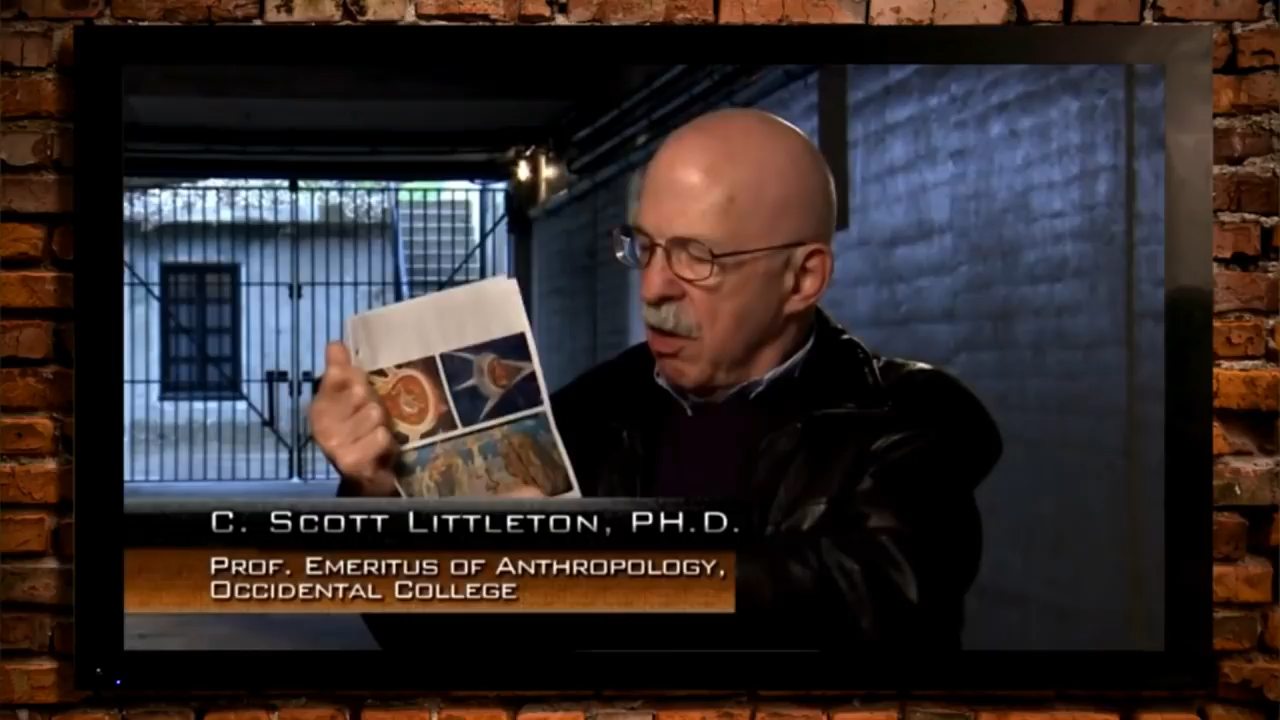 C. SCOTT LITTLETON, PH.D.
PROF. EMERITUS OF ANTHROPOLOGY,
OCCIDENTAL COLLEGE